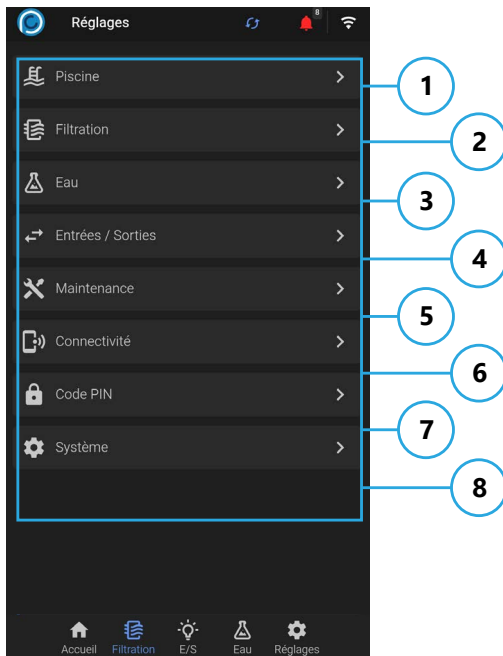 Réglages
8
Piscine
1
Filtration
2
Eau
3
Entrées / Sorties
4
Maintenance
5
Connectivité
6
Code PIN
7
Système
8
Accueil Filtration E/S Eau Réglages